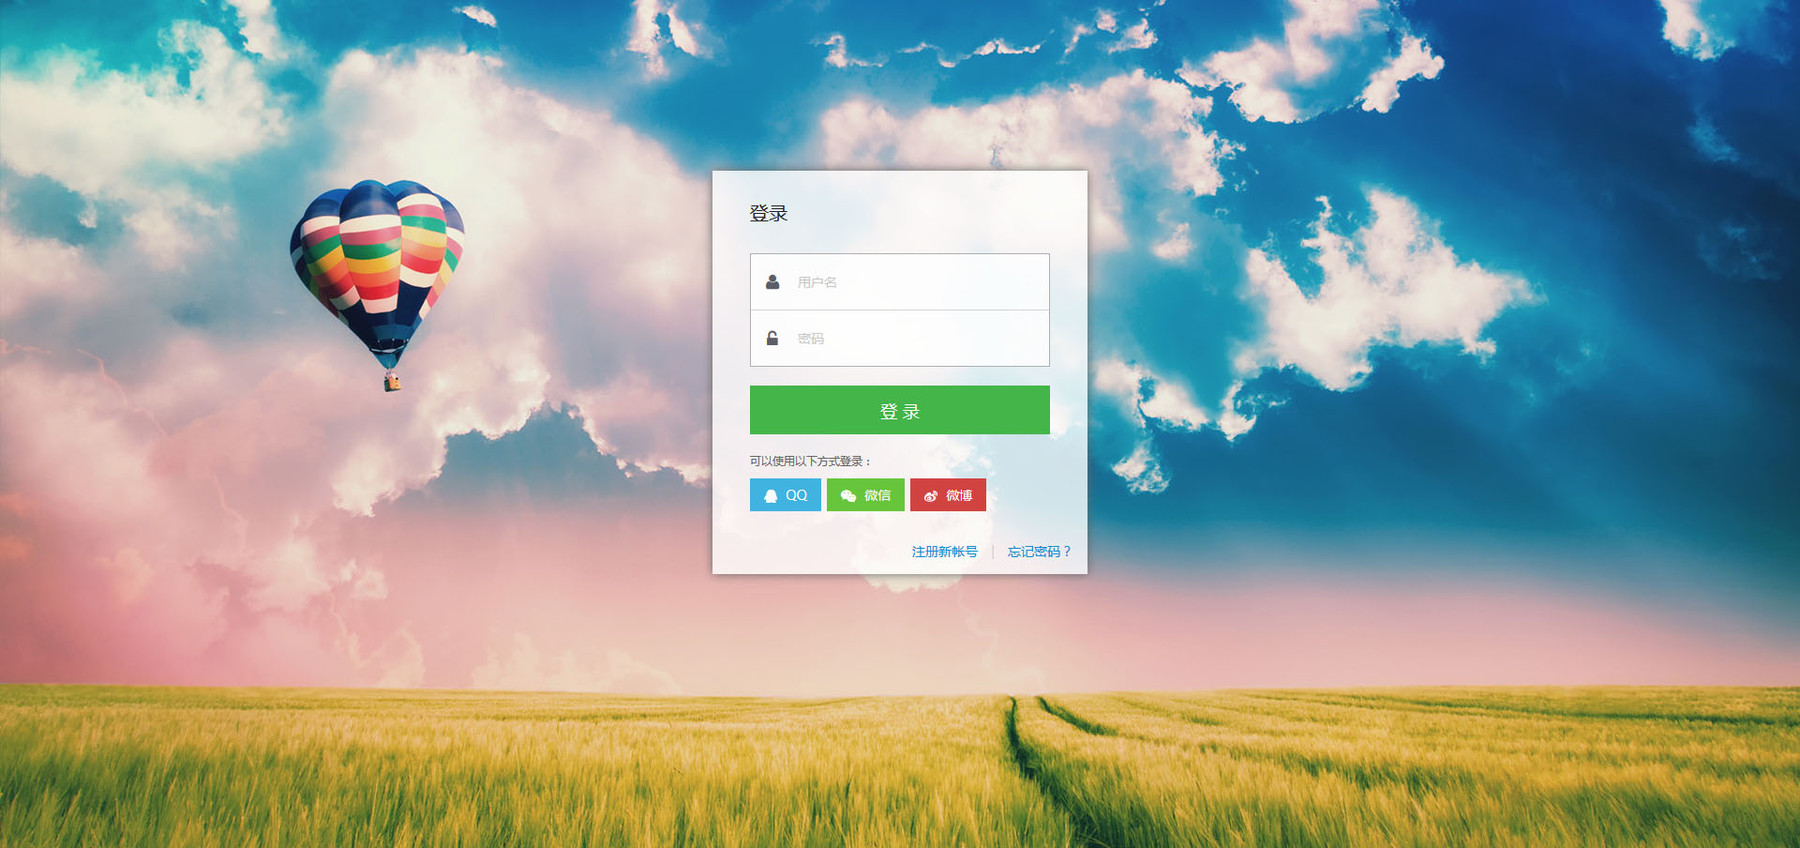 登录
用户名
密码
登 录
可以使用以下方式登录：
QQ 微信 微博
注册新帐号 | 忘记密码？